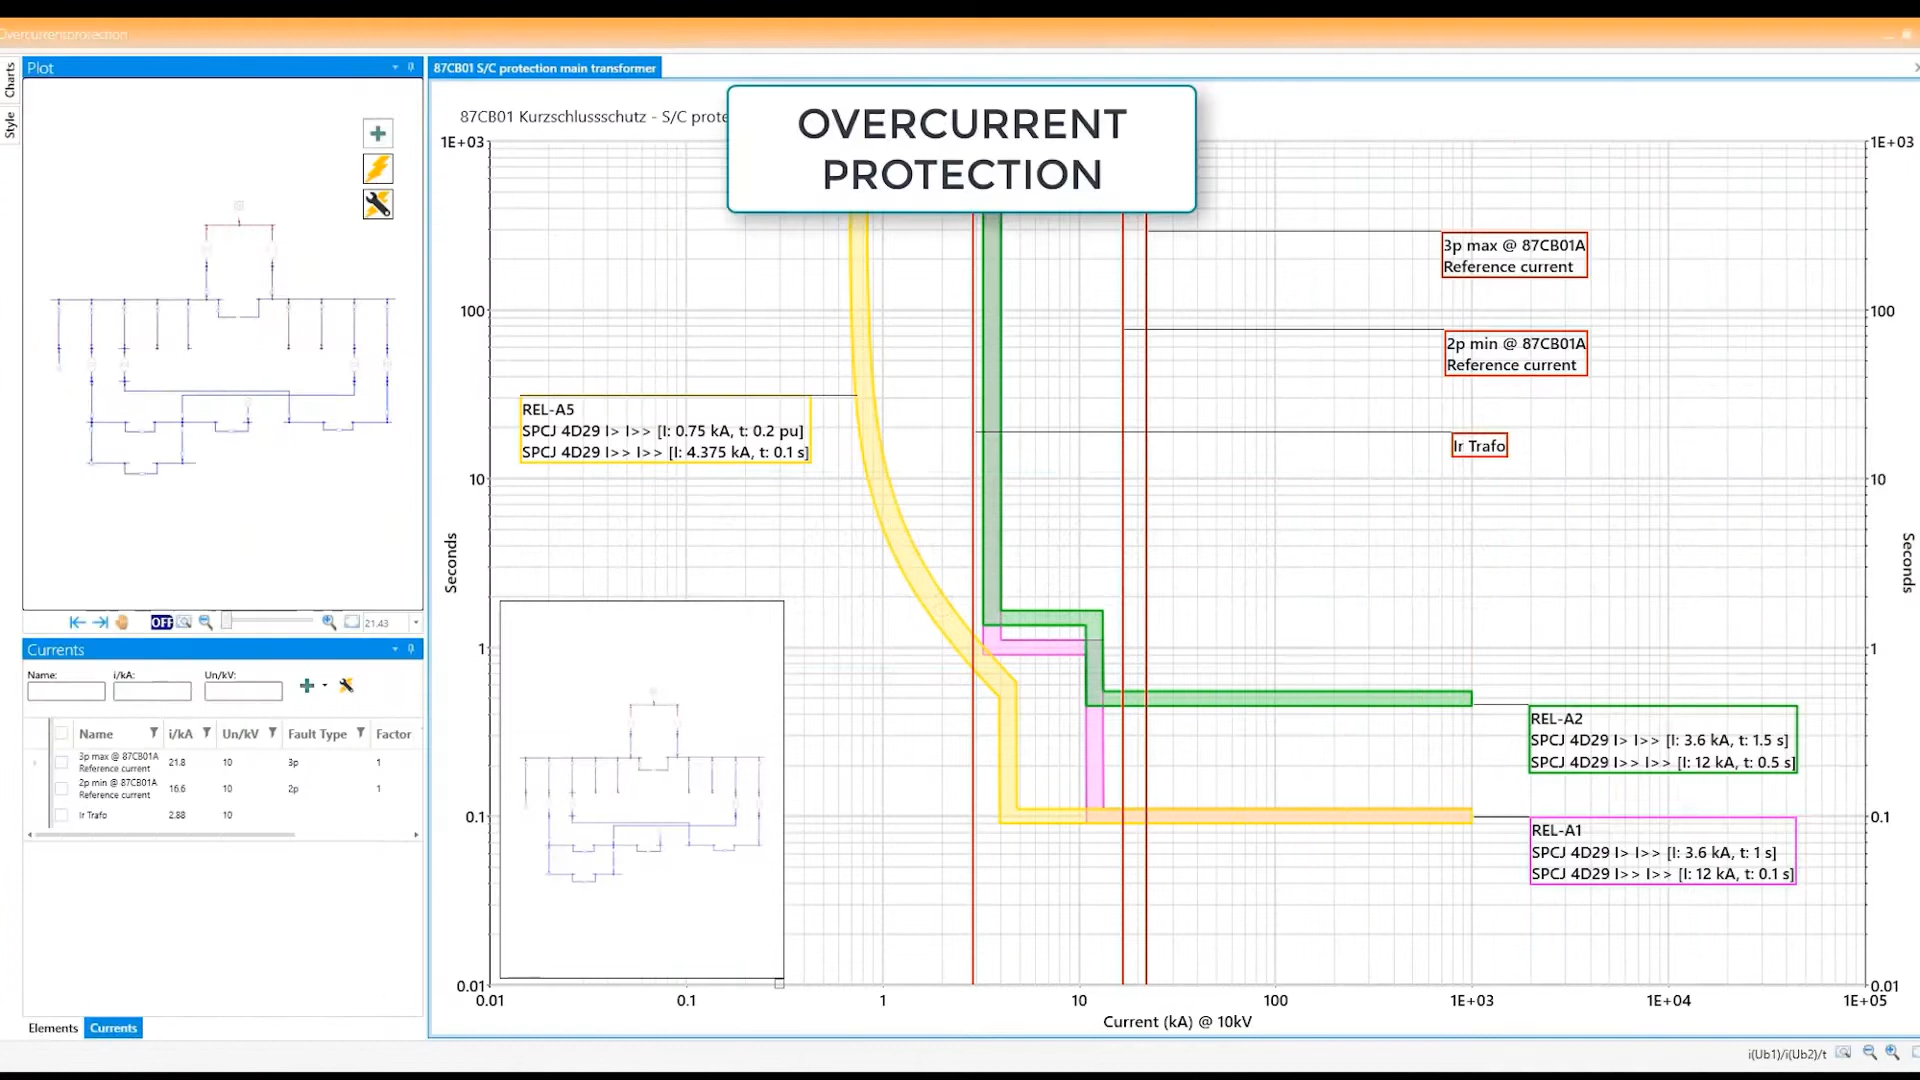 Overcurrentprotection
Charts
Style
Plot
OFF
21.43
Currents
Name:
i/kA:
Un/kV:
Name i/kA Un/kV Fault Type Factor
3p max @ 87CB01A
Reference current
21.8 10 3p 1
2p min @ 87CB01A
Reference current
16.6 10 2p 1
Ir Trafo 2.88 10
Elements Currents
87CB01 S/C protection main transformer
87CB01 Kurzschlussschutz - S/C prote
OVERCURRENT
PROTECTION
1E+03
100
10
1
0.1
0.01
Seconds
REL-A5
SPCJ 4D29 I> I>> [I: 0.75 kA, t: 0.2 pu]
SPCJ 4D29 I>> I>> [I: 4.375 kA, t: 0.1 s]
3p max @ 87CB01A
Reference current
2p min @ 87CB01A
Reference current
Ir Trafo
REL-A2
SPCJ 4D29 I> I>> [I: 3.6 kA, t: 1.5 s]
SPCJ 4D29 I>> I>> [I: 12 kA, t: 0.5 s]
REL-A1
SPCJ 4D29 I> I>> [I: 3.6 kA, t: 1 s]
SPCJ 4D29 I>> I>> [I: 12 kA, t: 0.1 s]
1E+03
100
10
1
0.1
0.01
Seconds
0.01 0.1 1 10 100 1E+03 1E+04 1E+05
Current (kA) @ 10kV
i(Ub1)/i(Ub2)/t